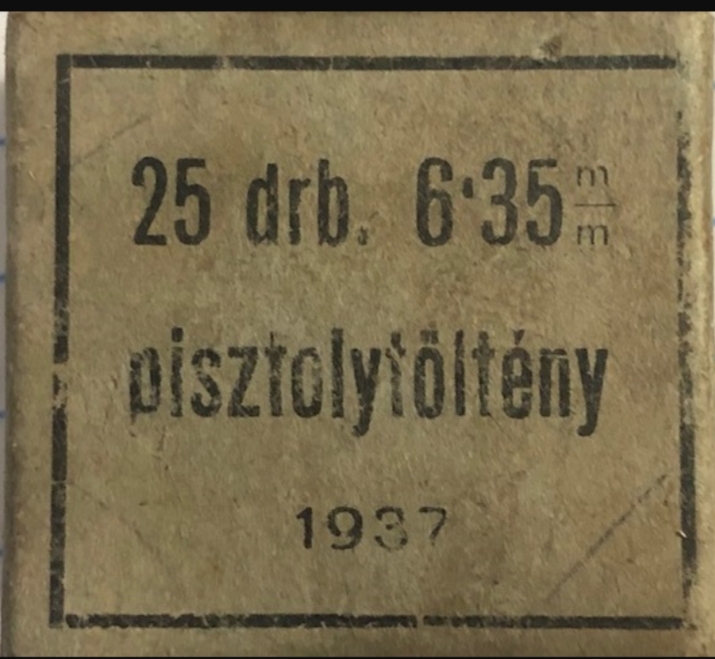 25 drb. 6·35 m/m
pisztolytöltény
1937